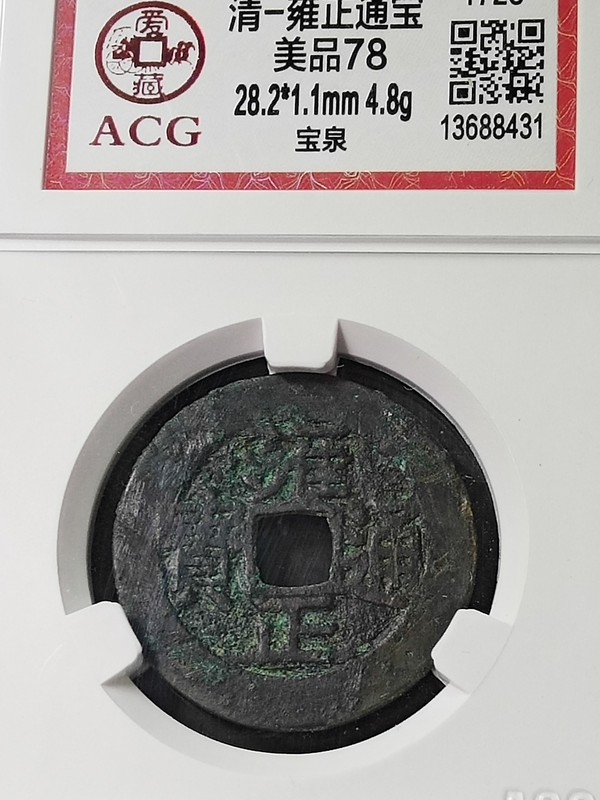 清-雍正通宝
美品78
28.2*1.1mm 4.8g
宝泉
爱藏
ACG
13688431
雍正通寶